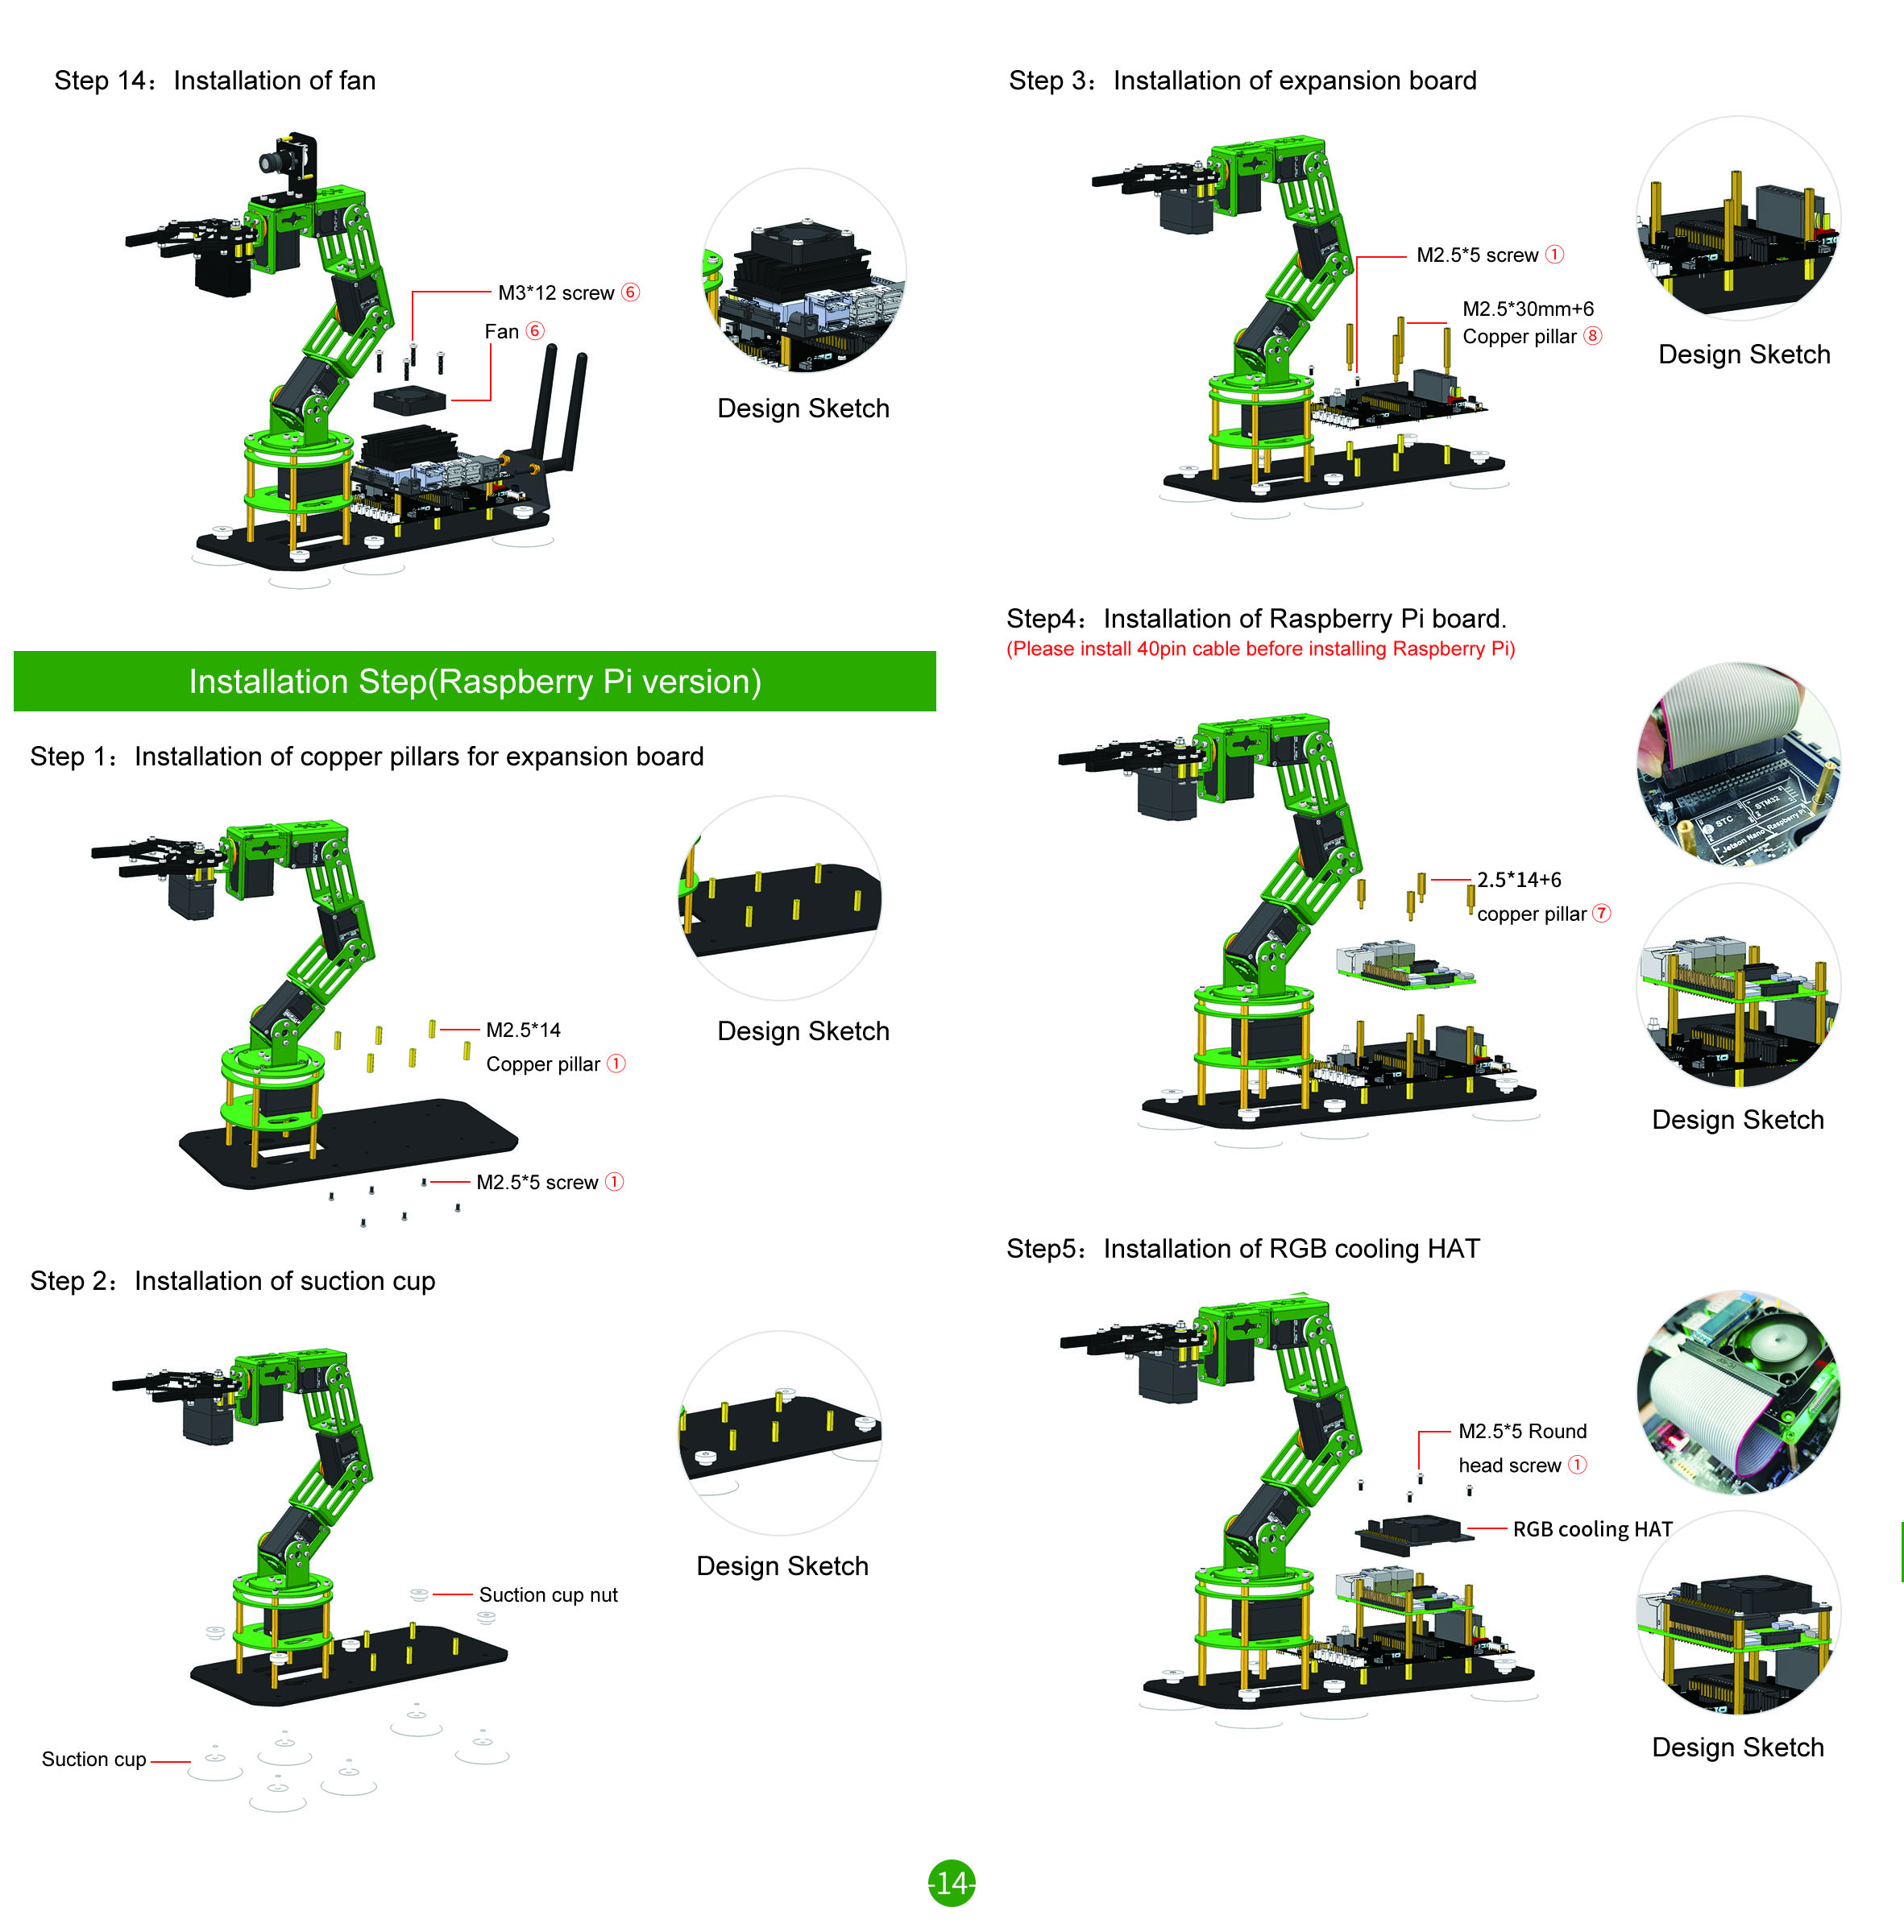 Step 14：Installation of fan
M3*12 screw ⑥
Fan ⑥
Design Sketch
Installation Step(Raspberry Pi version)
Step 1：Installation of copper pillars for expansion board
M2.5*14
Copper pillar ①
M2.5*5 screw ①
Design Sketch
Step 2：Installation of suction cup
Suction cup nut
Suction cup
Design Sketch
Step 3：Installation of expansion board
M2.5*5 screw ①
M2.5*30mm+6
Copper pillar ⑧
Design Sketch
Step4：Installation of Raspberry Pi board.
(Please install 40pin cable before installing Raspberry Pi)
STC
STM32
Jetson Nano
Raspberry Pi
2.5*14+6
copper pillar ⑦
Design Sketch
Step5：Installation of RGB cooling HAT
M2.5*5 Round
head screw ①
RGB cooling HAT
Design Sketch
-14-